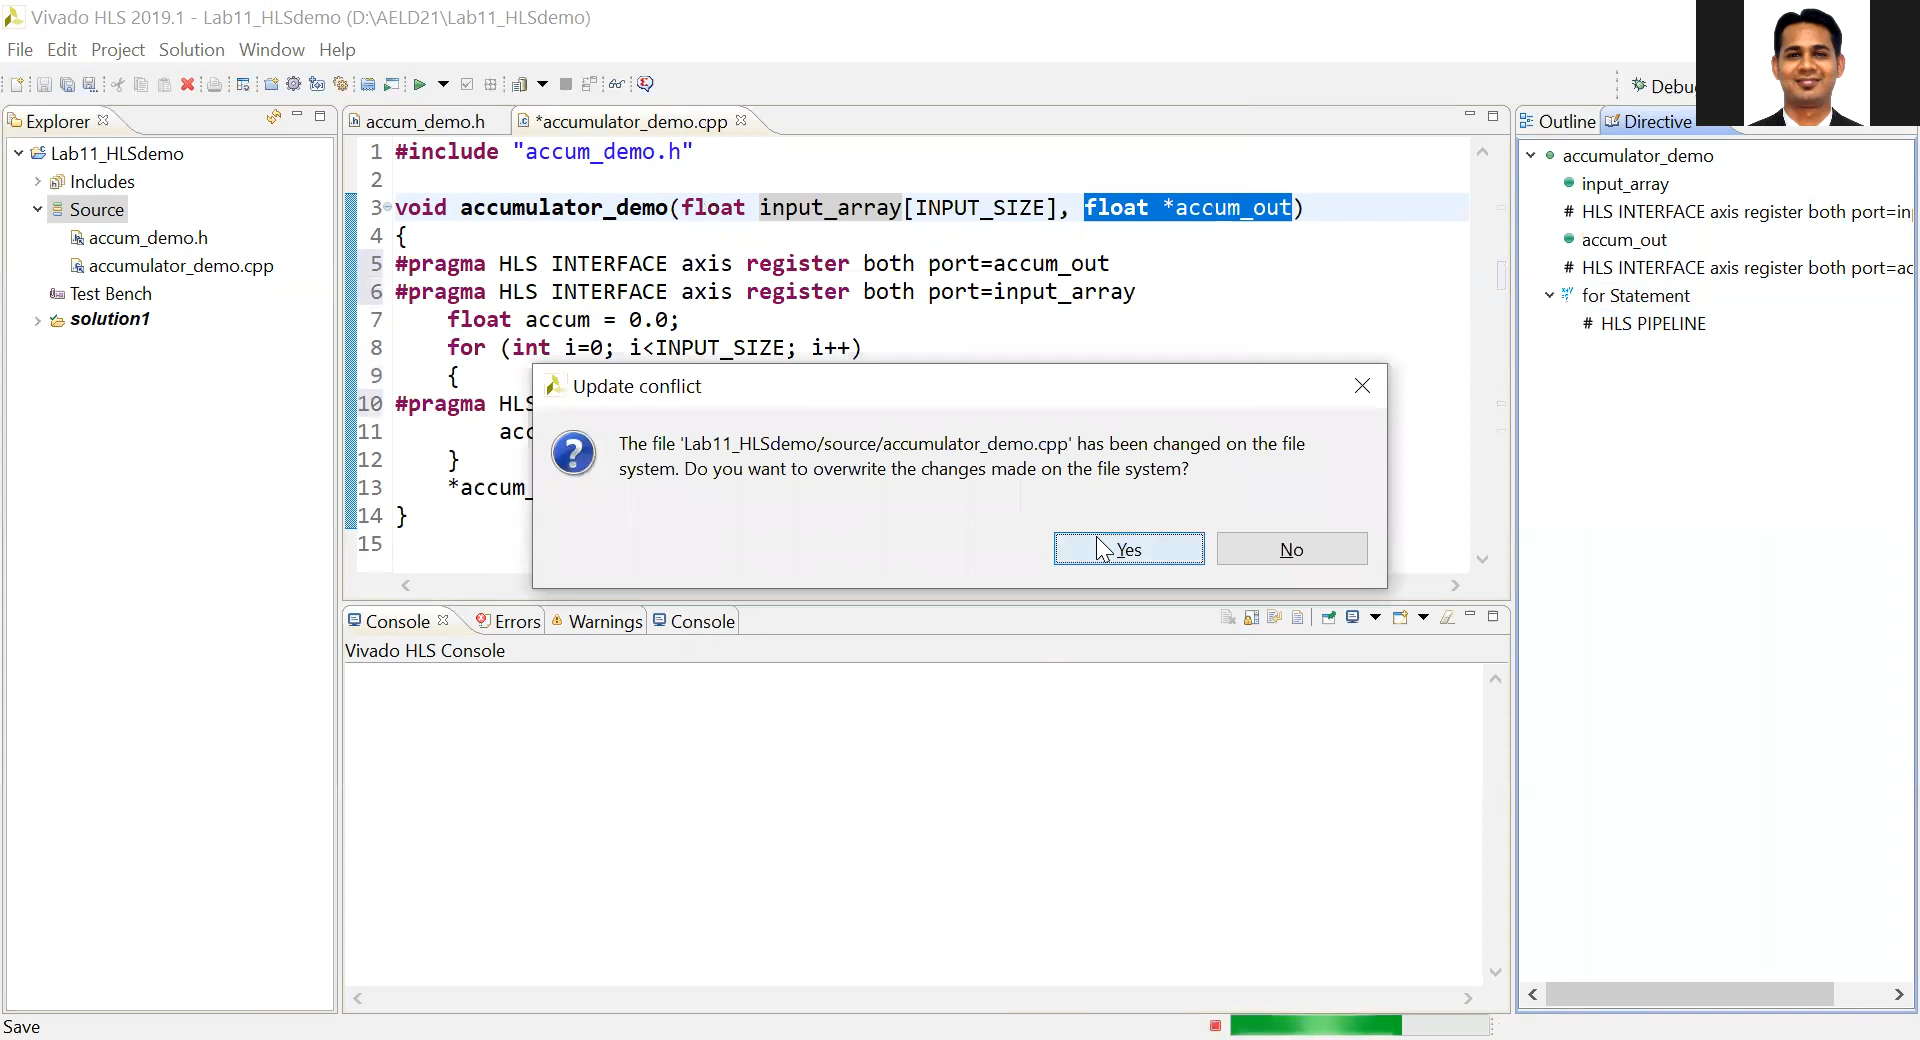 Vivado HLS 2019.1 - Lab11_HLSdemo (D:\AELD21\Lab11_HLSdemo)
File Edit Project Solution Window Help
Debu
Explorer
Lab11_HLSdemo
Includes
Source
accum_demo.h
accumulator_demo.cpp
Test Bench
solution1
accum_demo.h
*accumulator_demo.cpp
1 #include "accum_demo.h"
2
3 void accumulator_demo(float input_array[INPUT_SIZE], float *accum_out)
4 {
5 #pragma HLS INTERFACE axis register both port=accum_out
6 #pragma HLS INTERFACE axis register both port=input_array
7 float accum = 0.0;
8 for (int i=0; i<INPUT_SIZE; i++)
9 {
10 #pragma HLS
11 acc
12 }
13 *accum_
14 }
15
Update conflict
The file 'Lab11_HLSdemo/source/accumulator_demo.cpp' has been changed on the file
system. Do you want to overwrite the changes made on the file system?
Yes No
Console Errors Warnings Console
Vivado HLS Console
Outline Directive
accumulator_demo
input_array
# HLS INTERFACE axis register both port=in
accum_out
# HLS INTERFACE axis register both port=ac
for Statement
# HLS PIPELINE
Save